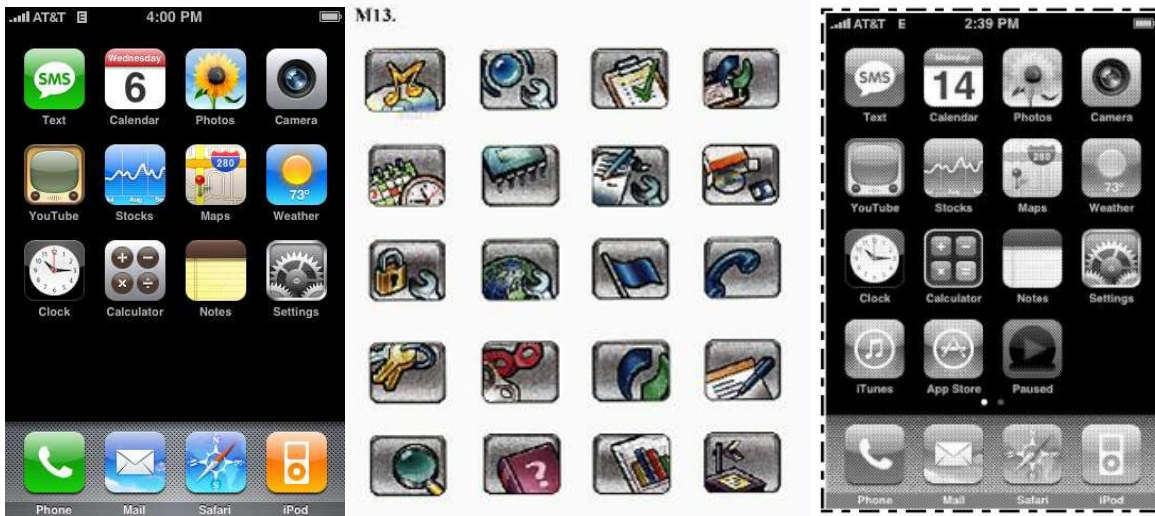 AT&T E 4:00 PM
SMS Wednesday 6
Text Calendar Photos Camera
280 73°
YouTube Stocks Maps Weather
Clock Calculator Notes Settings
Phone Mail Safari iPod
M13.
?
AT&T E 2:39 PM
SMS Monday 14
Text Calendar Photos Camera
280 73°
YouTube Stocks Maps Weather
Clock Calculator Notes Settings
iTunes App Store Paused
Phone Mail Safari iPod